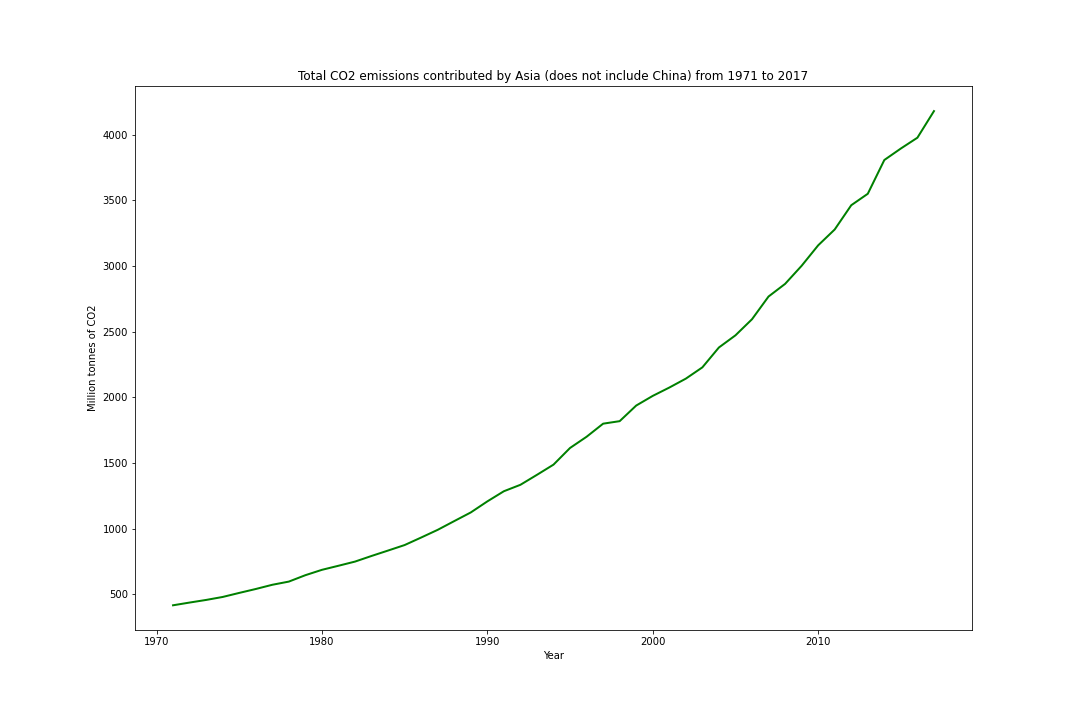 Total CO2 emissions contributed by Asia (does not include China) from 1971 to 2017
Million tonnes of CO2
4000
3500
3000
2500
2000
1500
1000
500
1970 1980 1990 2000 2010
Year